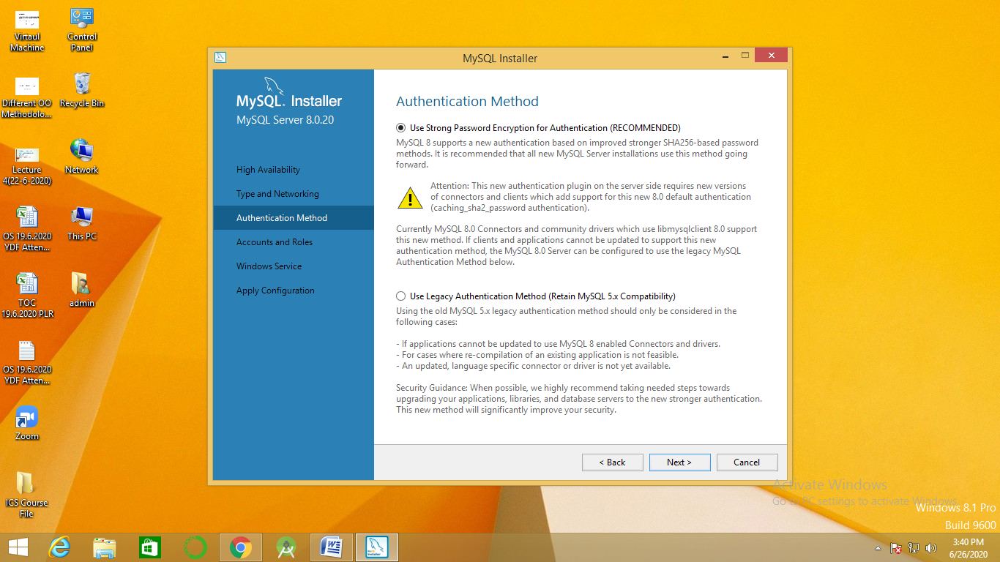 Virtaul
Machine
Control
Panel
Different OO
Methodolo...
Recycle Bin
Lecture
4(22-6-2020)
Network
OS 19.6.2020
YDF Atten...
This PC
TOC
19.6.2020 PLR
admin
OS 19.6.2020
YDF Atten...
Zoom
ICS Course
File
MySQL Installer
MySQL® Installer
MySQL Server 8.0.20
High Availability
Type and Networking
Authentication Method
Accounts and Roles
Windows Service
Apply Configuration
Authentication Method
Use Strong Password Encryption for Authentication (RECOMMENDED)
MySQL 8 supports a new authentication based on improved stronger SHA256-based password
methods. It is recommended that all new MySQL Server installations use this method going
forward.
Attention: This new authentication plugin on the server side requires new versions
of connectors and clients which add support for this new 8.0 default authentication
(caching_sha2_password authentication).
Currently MySQL 8.0 Connectors and community drivers which use libmysqlclient 8.0 support
this new method. If clients and applications cannot be updated to support this new
authentication method, the MySQL 8.0 Server can be configured to use the legacy MySQL
Authentication Method below.
Use Legacy Authentication Method (Retain MySQL 5.x Compatibility)
Using the old MySQL 5.x legacy authentication method should only be considered in the
following cases:
- If applications cannot be updated to use MySQL 8 enabled Connectors and drivers.
- For cases where re-compilation of an existing application is not feasible.
- An updated, language specific connector or driver is not yet available.
Security Guidance: When possible, we highly recommend taking needed steps towards
upgrading your applications, libraries, and database servers to the new stronger authentication.
This new method will significantly improve your security.
< Back
Next >
Cancel
Activate Windows
Go to PC settings to activate Windows.
Windows 8.1 Pro
Build 9600
3:40 PM
6/26/2020